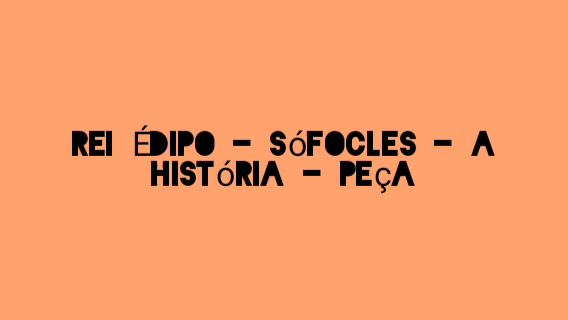 REI ÉDIPO - SÓFOCLES - A
HISTÓRIA - PEÇA